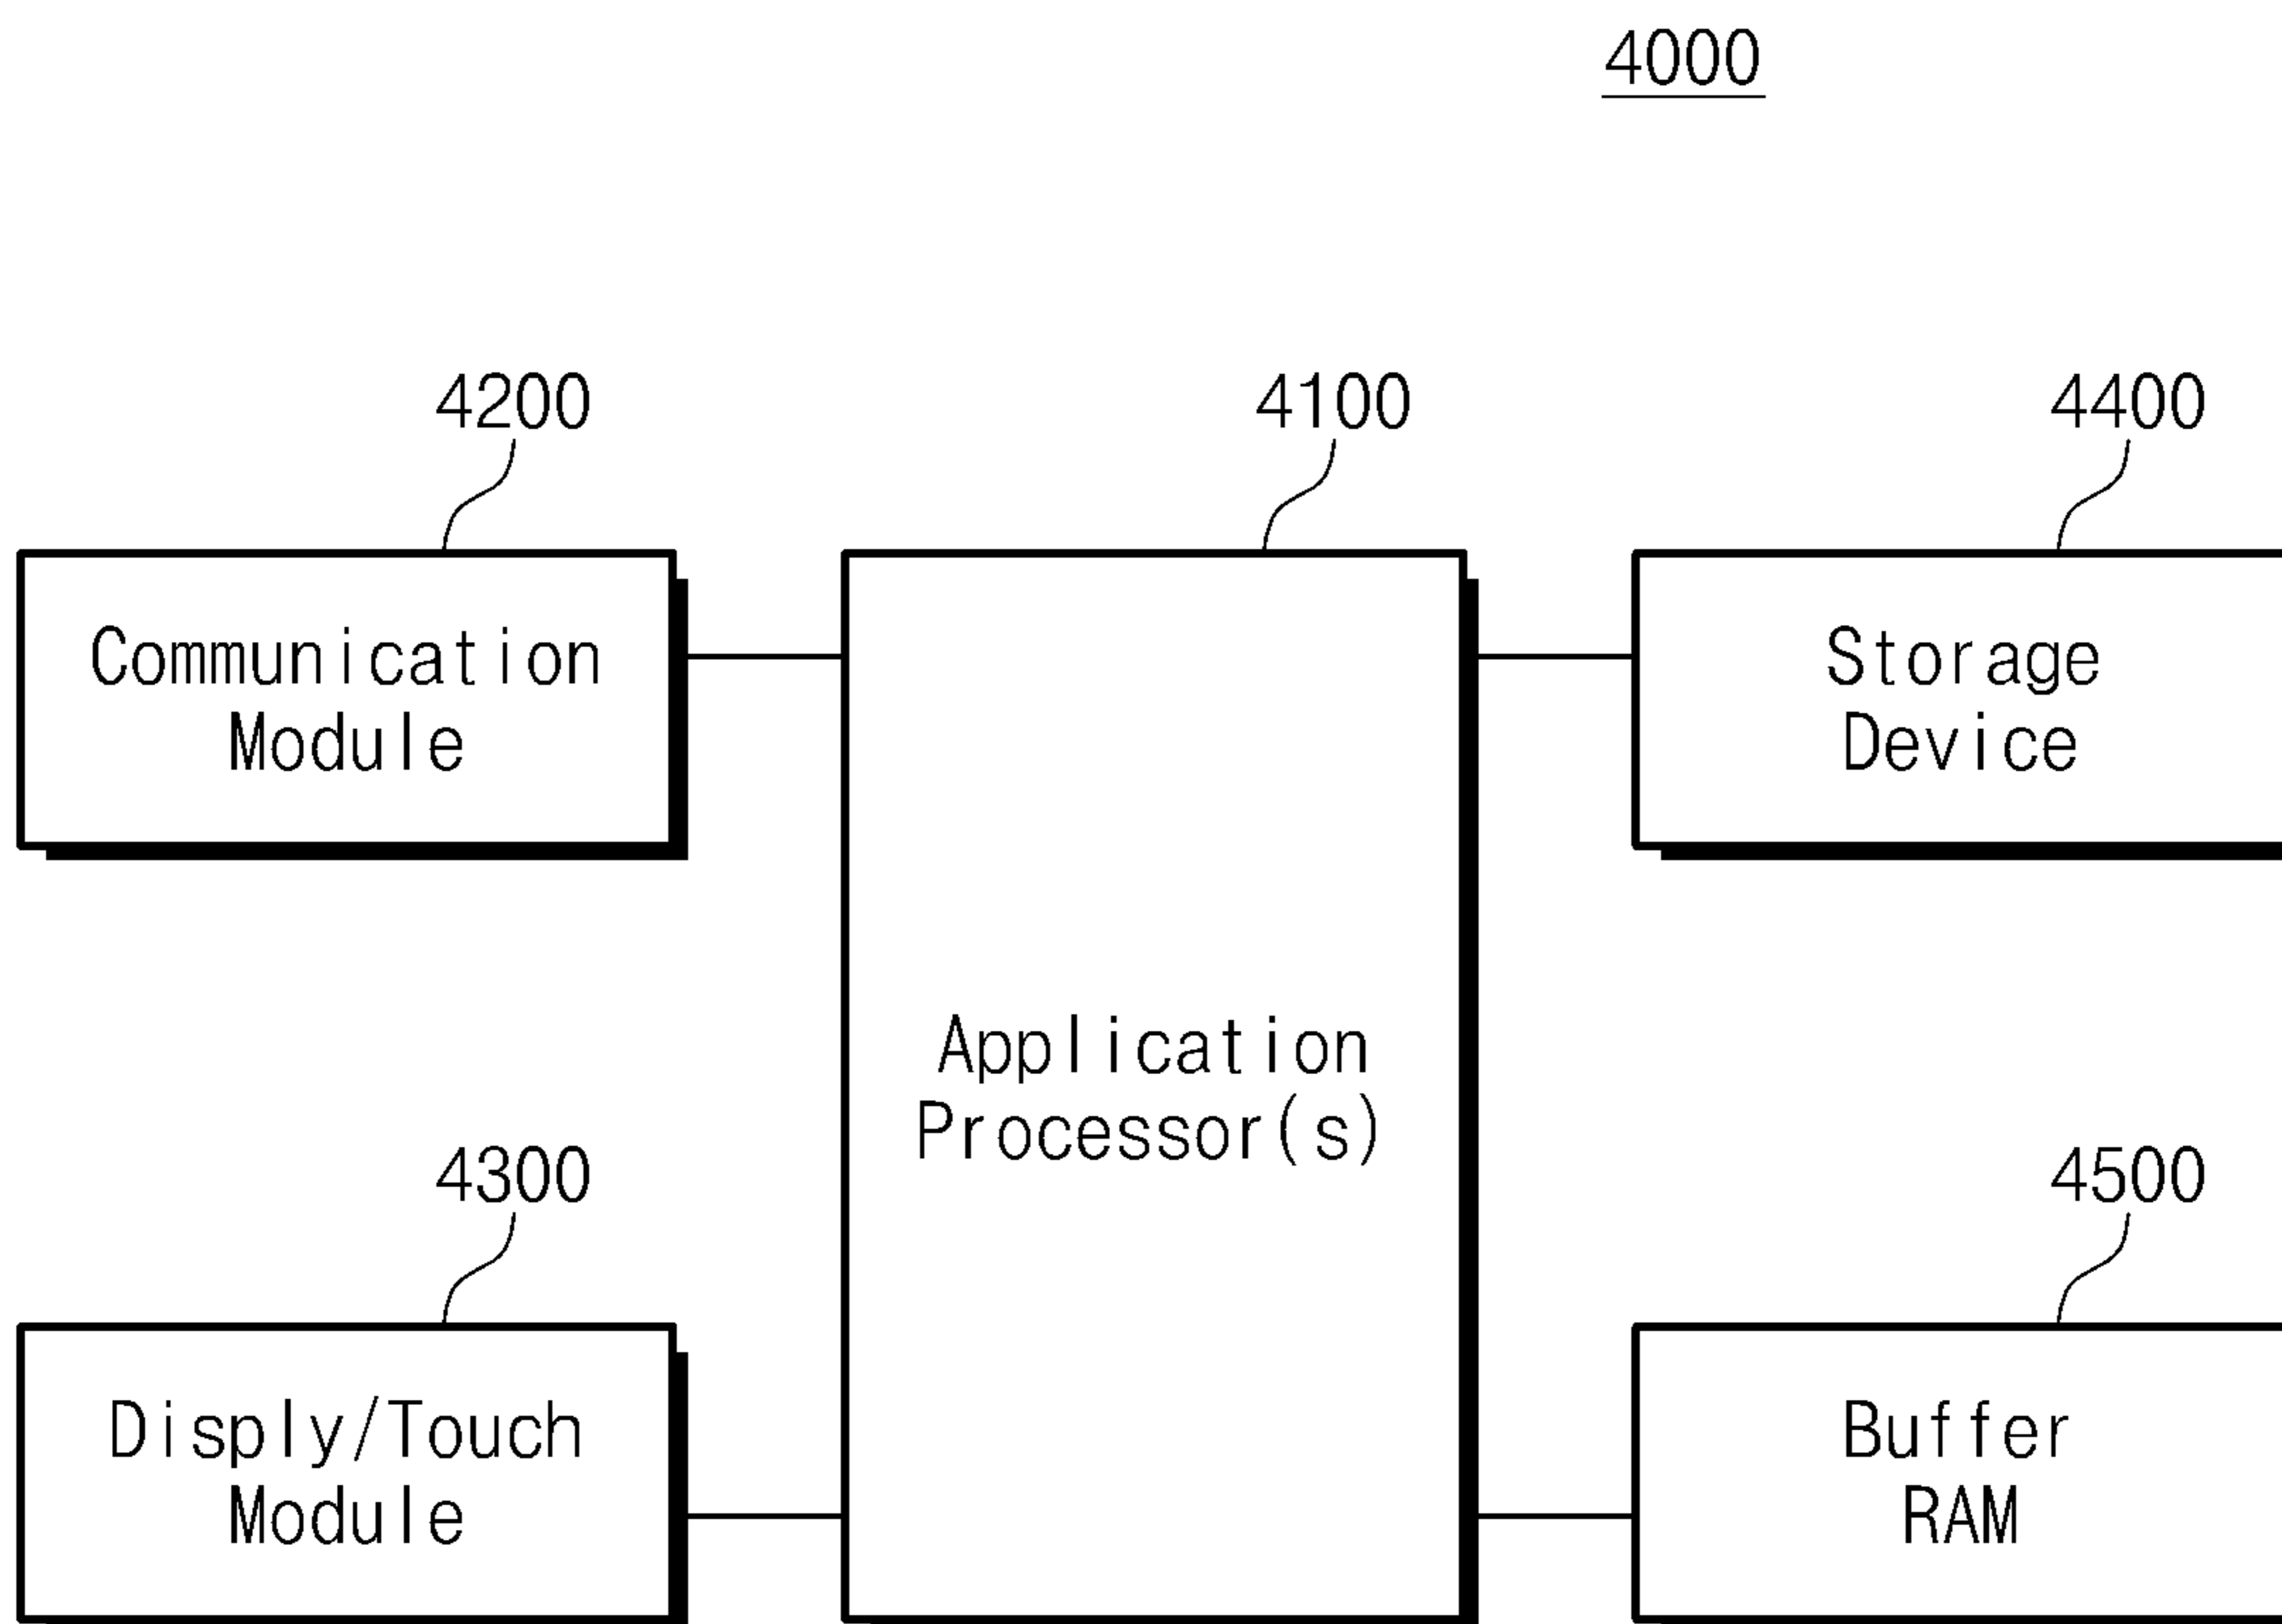 4000
4200
Communication
Module
4100
Application
Processor(s)
4400
Storage
Device
4300
Disply/Touch
Module
4500
Buffer
RAM